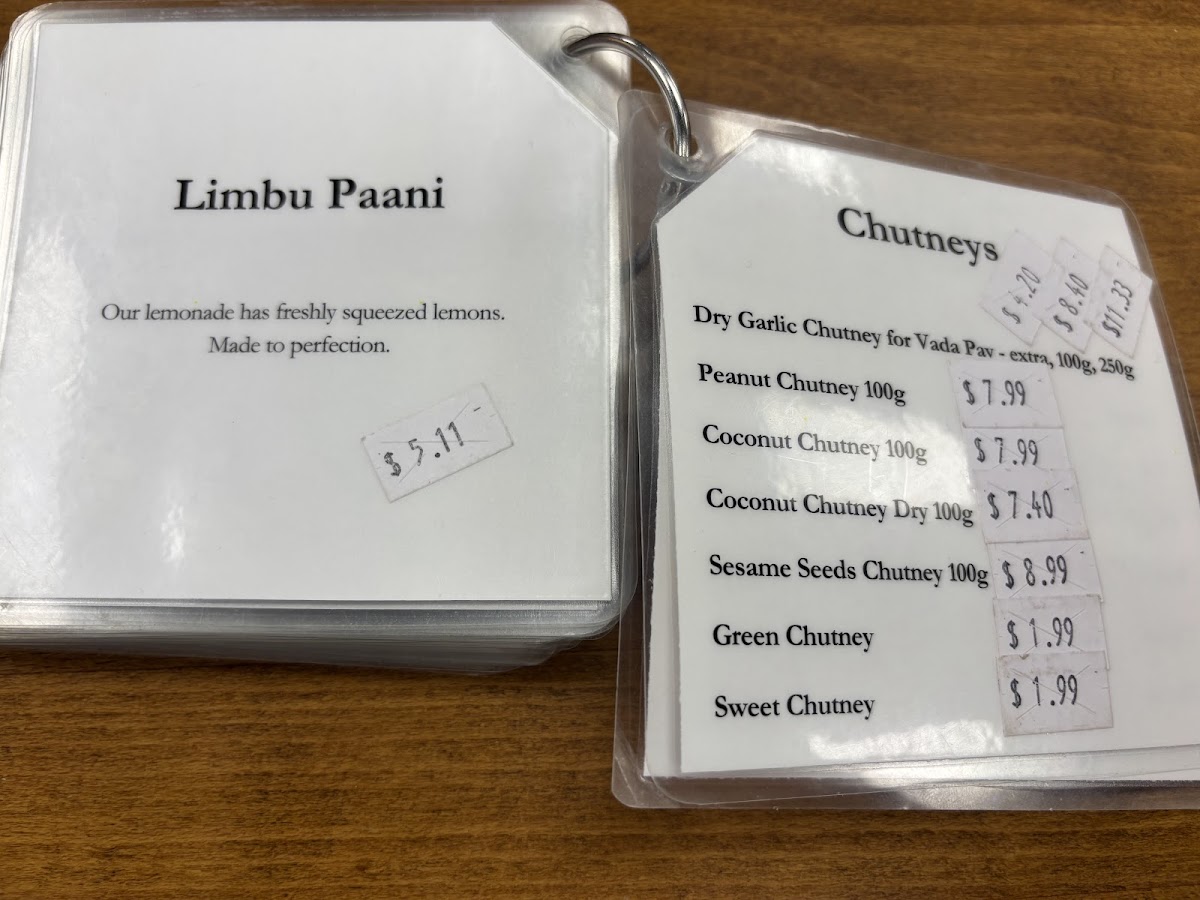 Limbu Paani
Our lemonade has freshly squeezed lemons.
Made to perfection.
$ 5.11
Chutneys
$ 4.20 $ 8.40 $11.33
Dry Garlic Chutney for Vada Pav - extra, 100g, 250g
Peanut Chutney 100g $ 7.99
Coconut Chutney 100g $ 7.99
Coconut Chutney Dry 100g $ 7.40
Sesame Seeds Chutney 100g $ 8.99
Green Chutney $ 1.99
Sweet Chutney $ 1.99